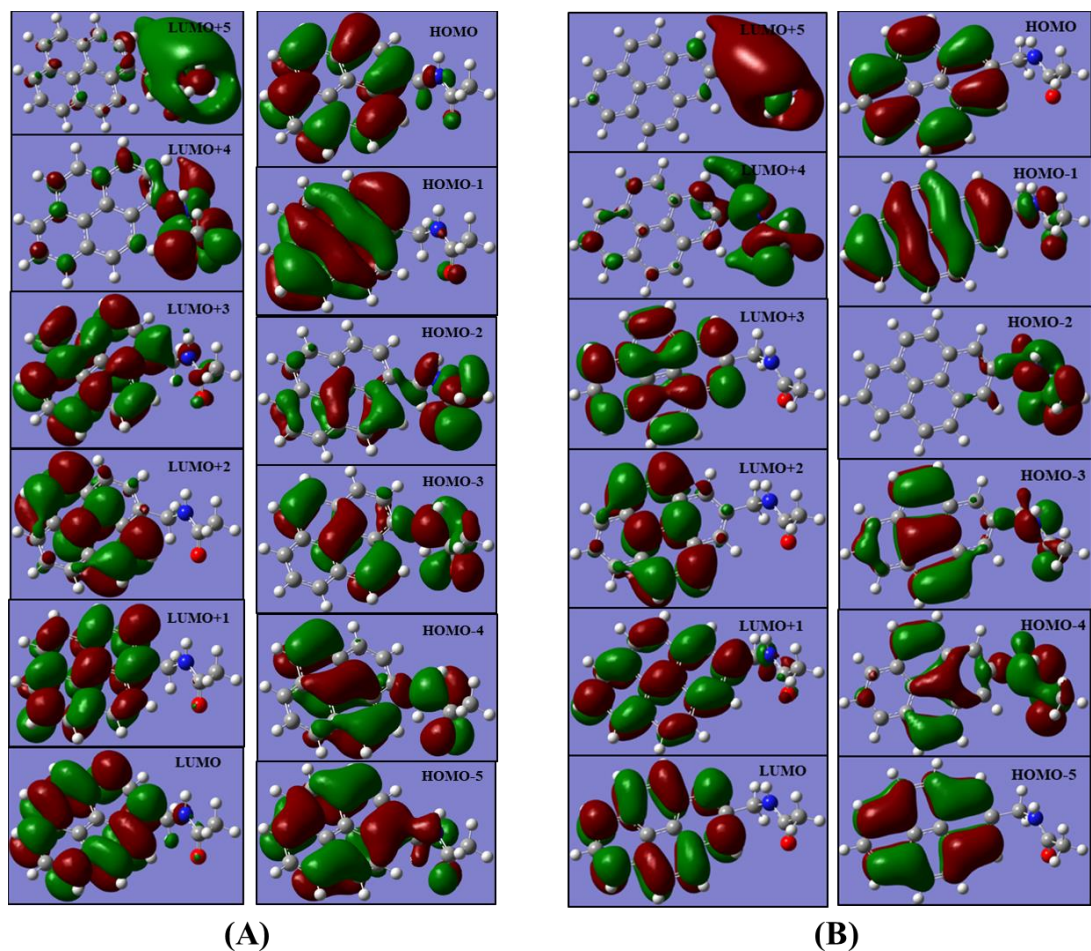 LUMO+5
LUMO+4
LUMO+3
LUMO+2
LUMO+1
LUMO
HOMO
HOMO-1
HOMO-2
HOMO-3
HOMO-4
HOMO-5
(A)
LUMO+5
LUMO+4
LUMO+3
LUMO+2
LUMO+1
LUMO
HOMO
HOMO-1
HOMO-2
HOMO-3
HOMO-4
HOMO-5
(B)